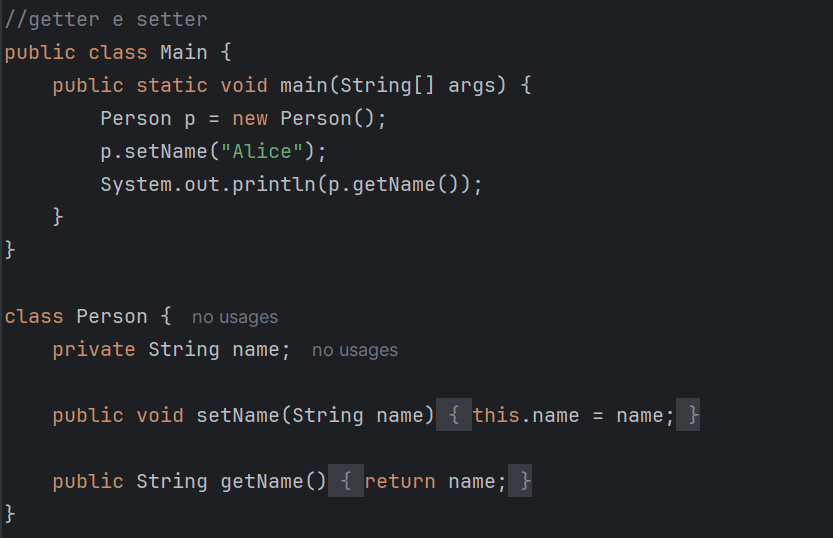 //getter e setter
public class Main {
    public static void main(String[] args) {
        Person p = new Person();
        p.setName("Alice");
        System.out.println(p.getName());
    }
}
class Person {  no usages
    private String name;  no usages
    public void setName(String name) { this.name = name; }
    public String getName() { return name; }
}